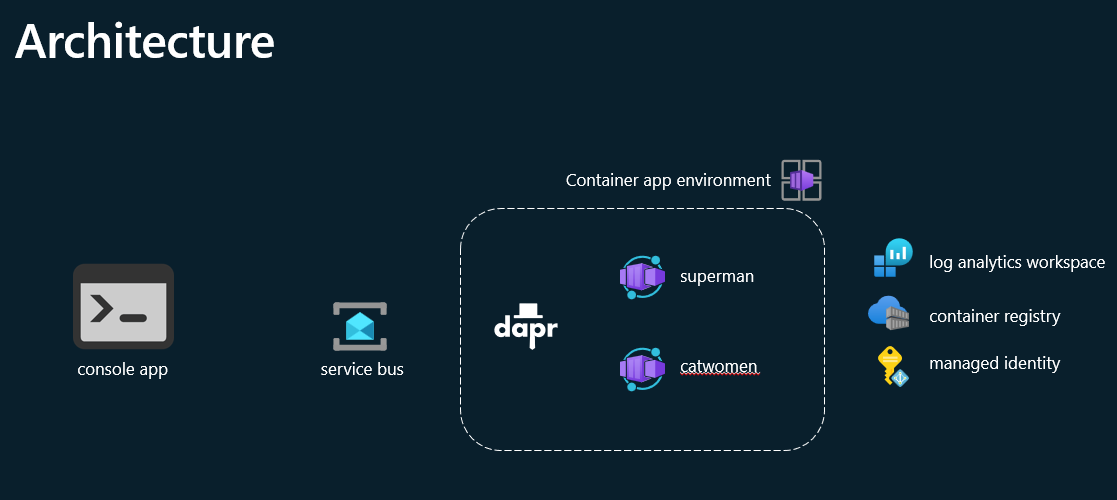 Architecture
Container app environment
superman
log analytics workspace
dapr
container registry
console app
service bus
catwomen
managed identity